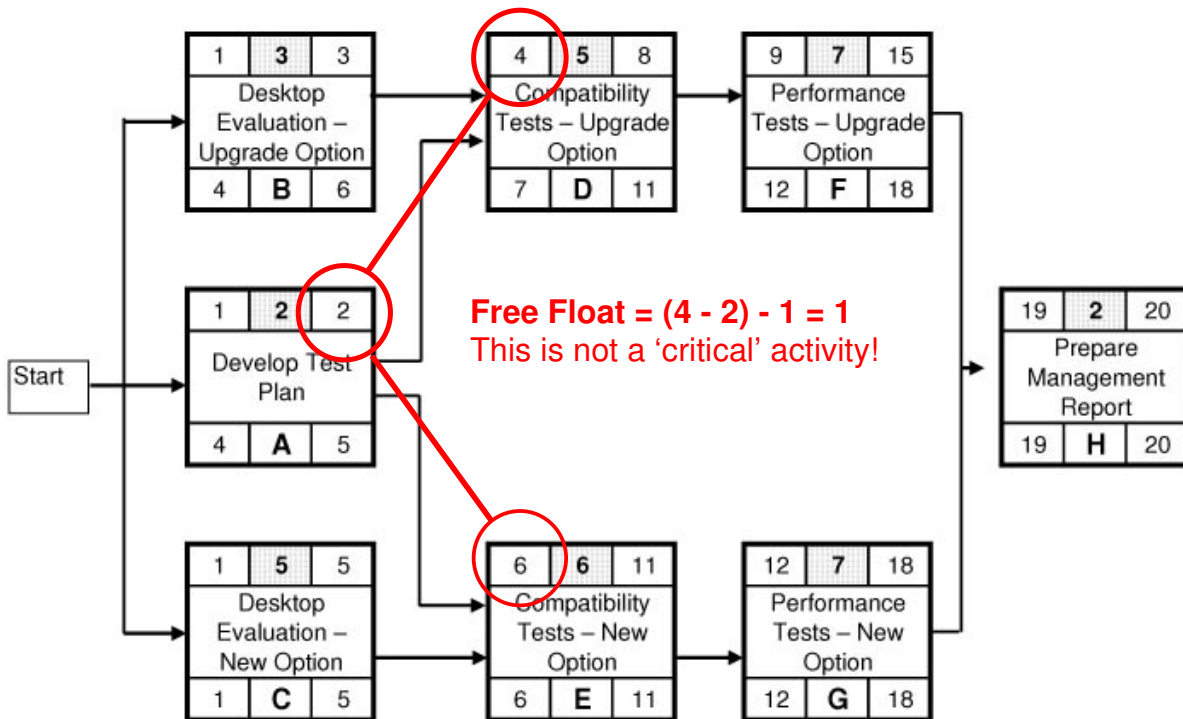 1 3 3
Desktop
Evaluation –
Upgrade Option
4 B 6
4 5 8
Compatibility
Tests – Upgrade
Option
7 D 11
9 7 15
Performance
Tests – Upgrade
Option
12 F 18
Start
1 2 2
Develop Test
Plan
4 A 5
Free Float = (4 - 2) - 1 = 1
This is not a ‘critical’ activity!
19 2 20
Prepare
Management
Report
19 H 20
1 5 5
Desktop
Evaluation –
New Option
1 C 5
6 6 11
Compatibility
Tests – New
Option
6 E 11
12 7 18
Performance
Tests – New
Option
12 G 18